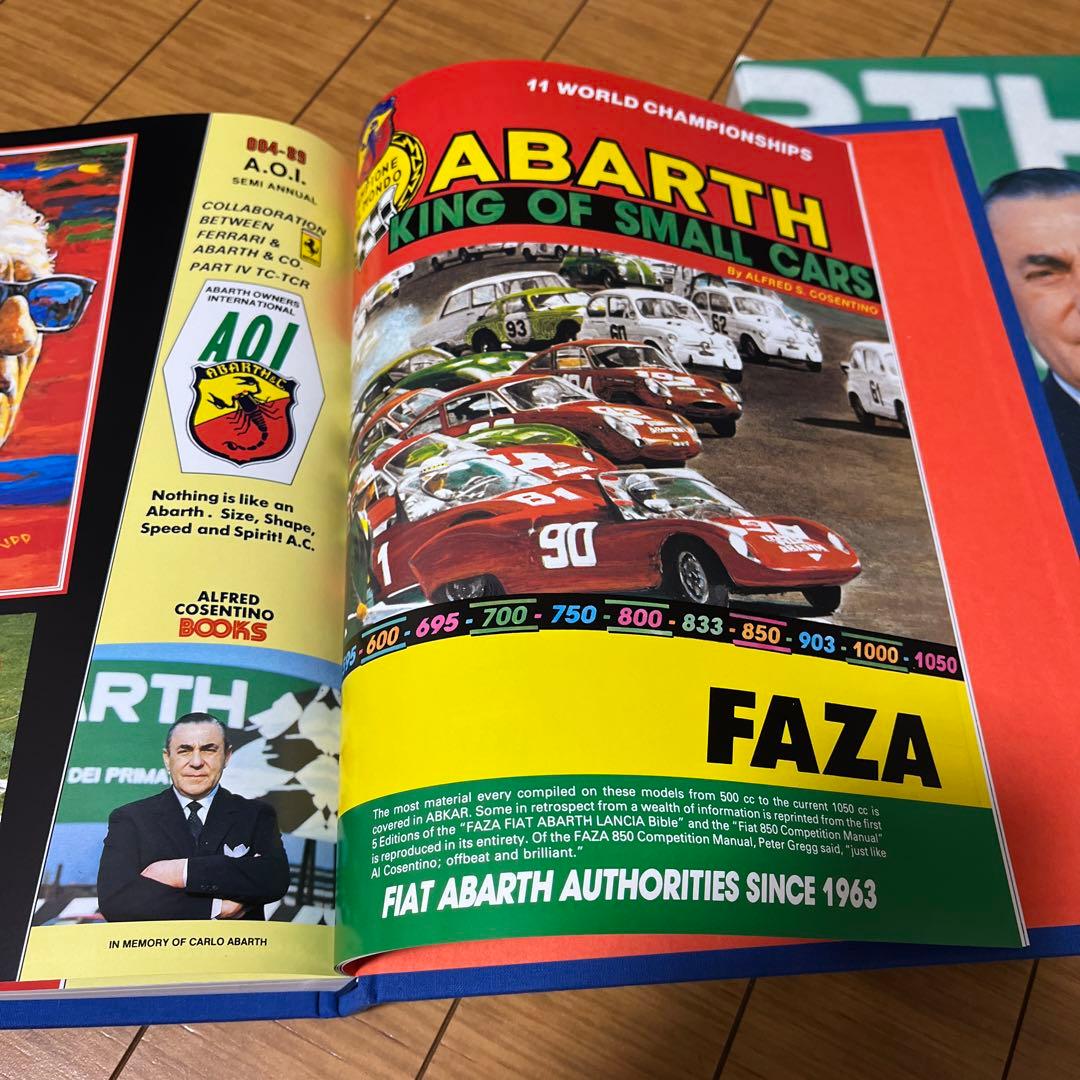 004-89
A.O.I.
SEMI ANNUAL
COLLABORATION
BETWEEN
FERRARI &
ABARTH & CO.
PART IV TC-TCR
ABARTH OWNERS
INTERNATIONAL
AOI
ABARTH & C.
Nothing is like an
Abarth. Size, Shape,
Speed and Spirit! A.C.
ALFRED
COSENTINO
BOOKS
ARTH
DEI PRIMA
IN MEMORY OF CARLO ABARTH
11 WORLD CHAMPIONSHIPS
ABARTH
KING OF SMALL CARS
By ALFRED S. COSENTINO
93
60
62
61
81
90
ABARTH
595 - 600 - 695 - 700 - 750 - 800 - 833 - 850 - 903 - 1000 - 1050
FAZA
The most material every compiled on these models from 500 cc to the current 1050 cc is
covered in ABKAR. Some in retrospect from a wealth of information is reprinted from the first
5 Editions of the "FAZA FIAT ABARTH LANCIA Bible" and the "Fiat 850 Competition Manual"
is reproduced in its entirety. Of the FAZA 850 Competition Manual, Peter Gregg said, "just like
Al Cosentino; offbeat and brilliant."
FIAT ABARTH AUTHORITIES SINCE 1963
RTH